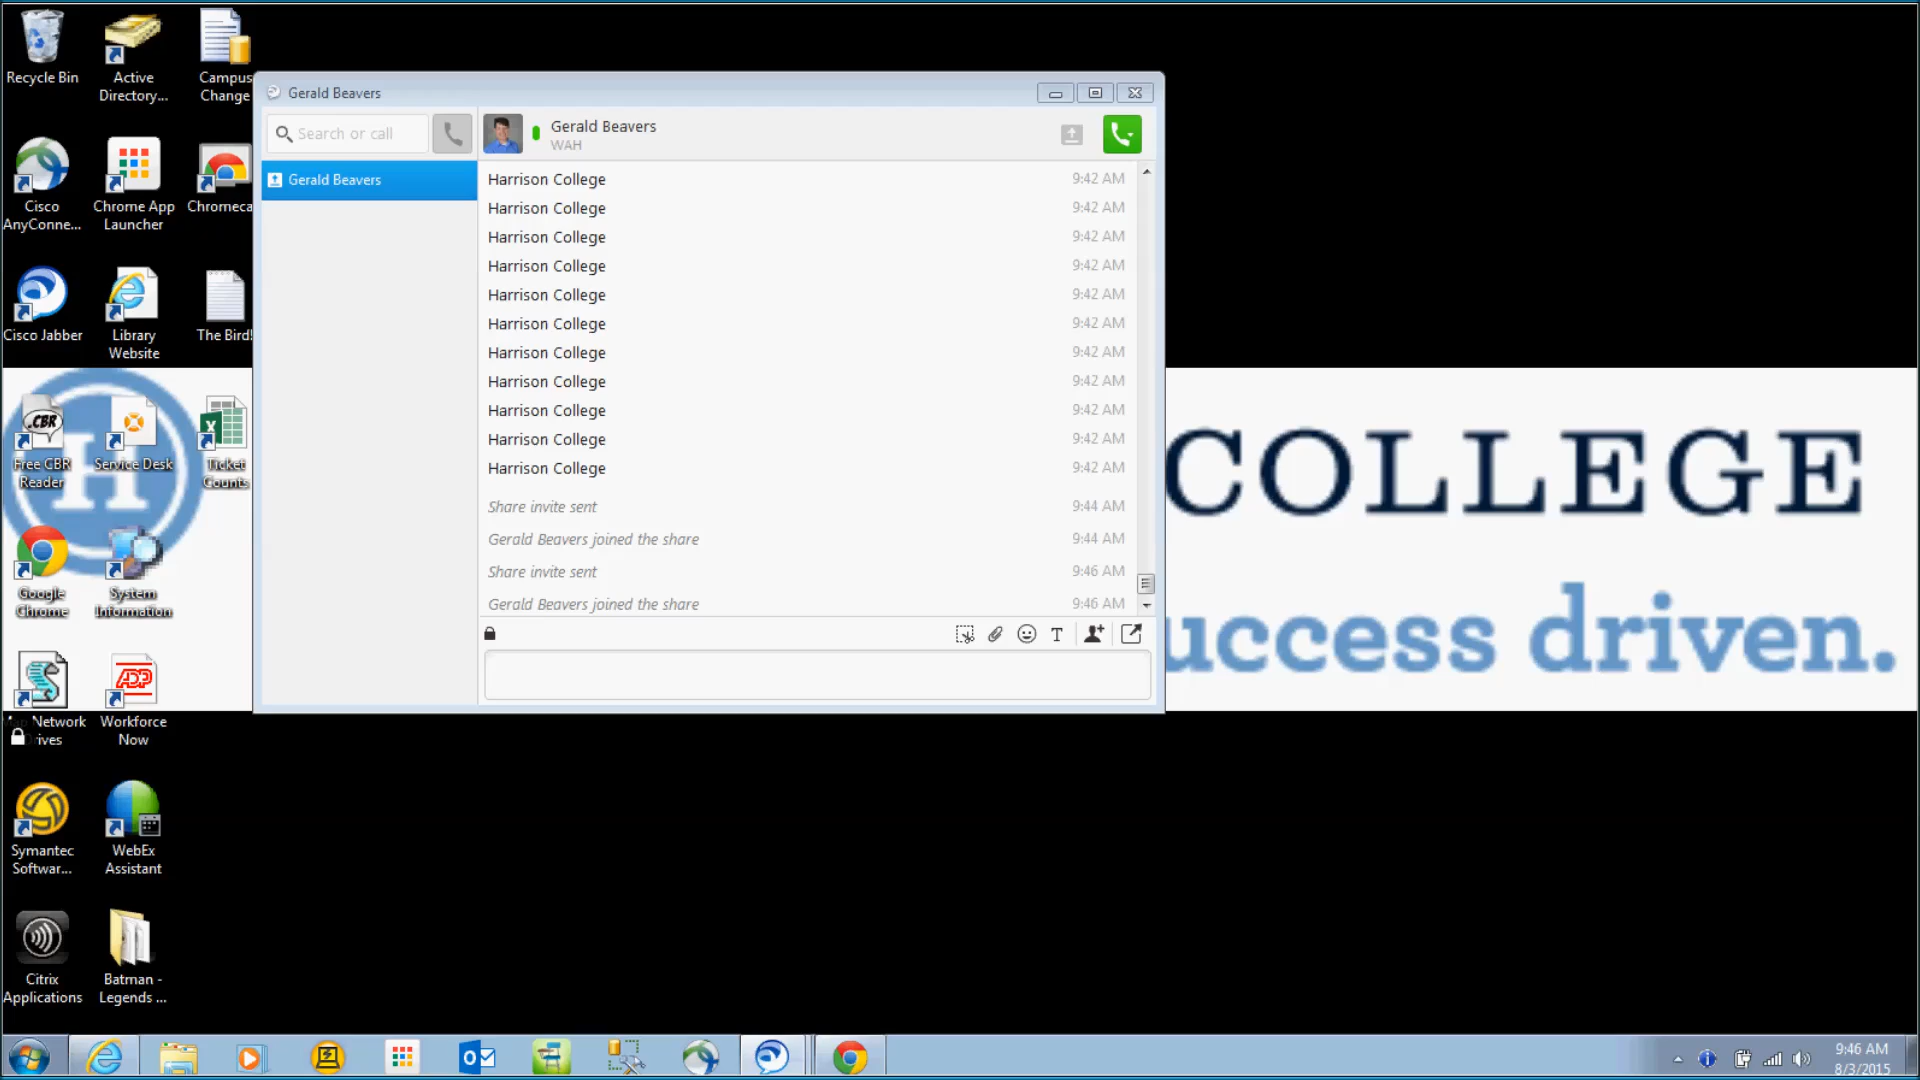 Recycle Bin
Active
Directory...
Campus
Change
Cisco
AnyConne...
Chrome App
Launcher
Chromeca
Cisco Jabber
Library
Website
The Bird!
.CBR
Free CBR
Reader
Service Desk
Ticket
Counts
Google
Chrome
System
Information
Network
ives
ADP
Workforce
Now
Symantec
Softwar...
WebEx
Assistant
Citrix
Applications
Batman -
Legends ...
Gerald Beavers
Search or call
Gerald Beavers
Gerald Beavers
WAH
Harrison College 9:42 AM
Harrison College 9:42 AM
Harrison College 9:42 AM
Harrison College 9:42 AM
Harrison College 9:42 AM
Harrison College 9:42 AM
Harrison College 9:42 AM
Harrison College 9:42 AM
Harrison College 9:42 AM
Harrison College 9:42 AM
Harrison College 9:42 AM
Share invite sent 9:44 AM
Gerald Beavers joined the share 9:44 AM
Share invite sent 9:46 AM
Gerald Beavers joined the share 9:46 AM
T
H
COLLEGE
uccess driven.
9:46 AM
8/3/2015